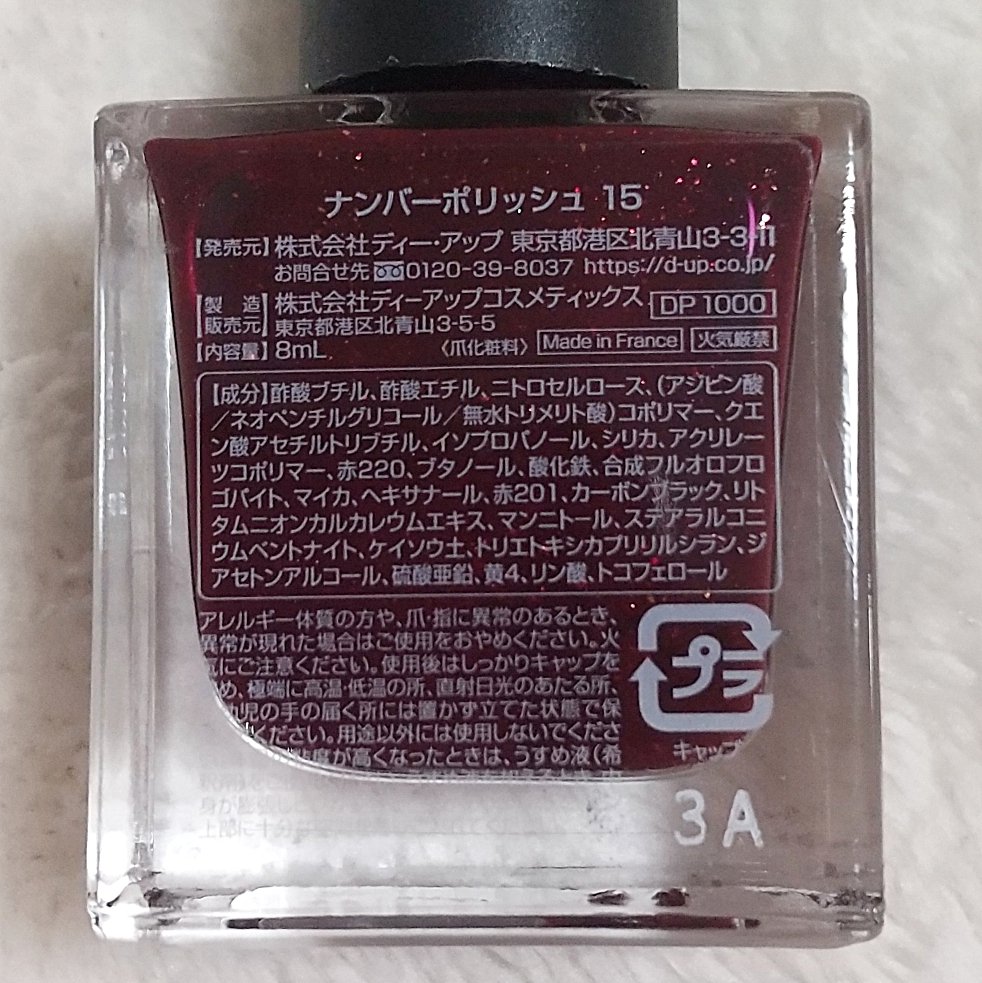 ナンバーポリッシュ 15
【発売元】株式会社ディー・アップ 東京都港区北青山3-3-11
お問合せ先 0120-39-8037 https://d-up.co.jp/
【製造販売元】株式会社ディーアップコスメティックス
東京都港区北青山3-5-5
DP 1000
【内容量】8mL 〈爪化粧料〉 Made in France 火気厳禁
【成分】酢酸ブチル、酢酸エチル、ニトロセルロース、(アジピン酸
/ネオペンチルグリコール/無水トリメリト酸)コポリマー、クエ
ン酸アセチルトリブチル、イソプロパノール、シリカ、アクリレー
ツコポリマー、赤220、ブタノール、酸化鉄、合成フルオロフロ
ゴパイト、マイカ、ヘキサナール、赤201、カーボンブラック、リト
タムニオンカルカレウムエキス、マンニトール、ステアラルコニ
ウムベントナイト、ケイソウ土、トリエトキシカプリリルシラン、ジ
アセトンアルコール、硫酸亜鉛、黄4、リン酸、トコフェロール
アレルギー体質の方や、爪・指に異常のあるとき、
異常が現れた場合はご使用をおやめください。火
気にご注意ください。使用後はしっかりキャップを
め、極端に高温・低温の所、直射日光のあたる所、
幼児の手の届く所には置かず立てた状態で保
ください。用途以外には使用しないでくださ
粘度が高くなったときは、うすめ液(希
身が膨張し
上部に十分
プラ
キャップ
3A